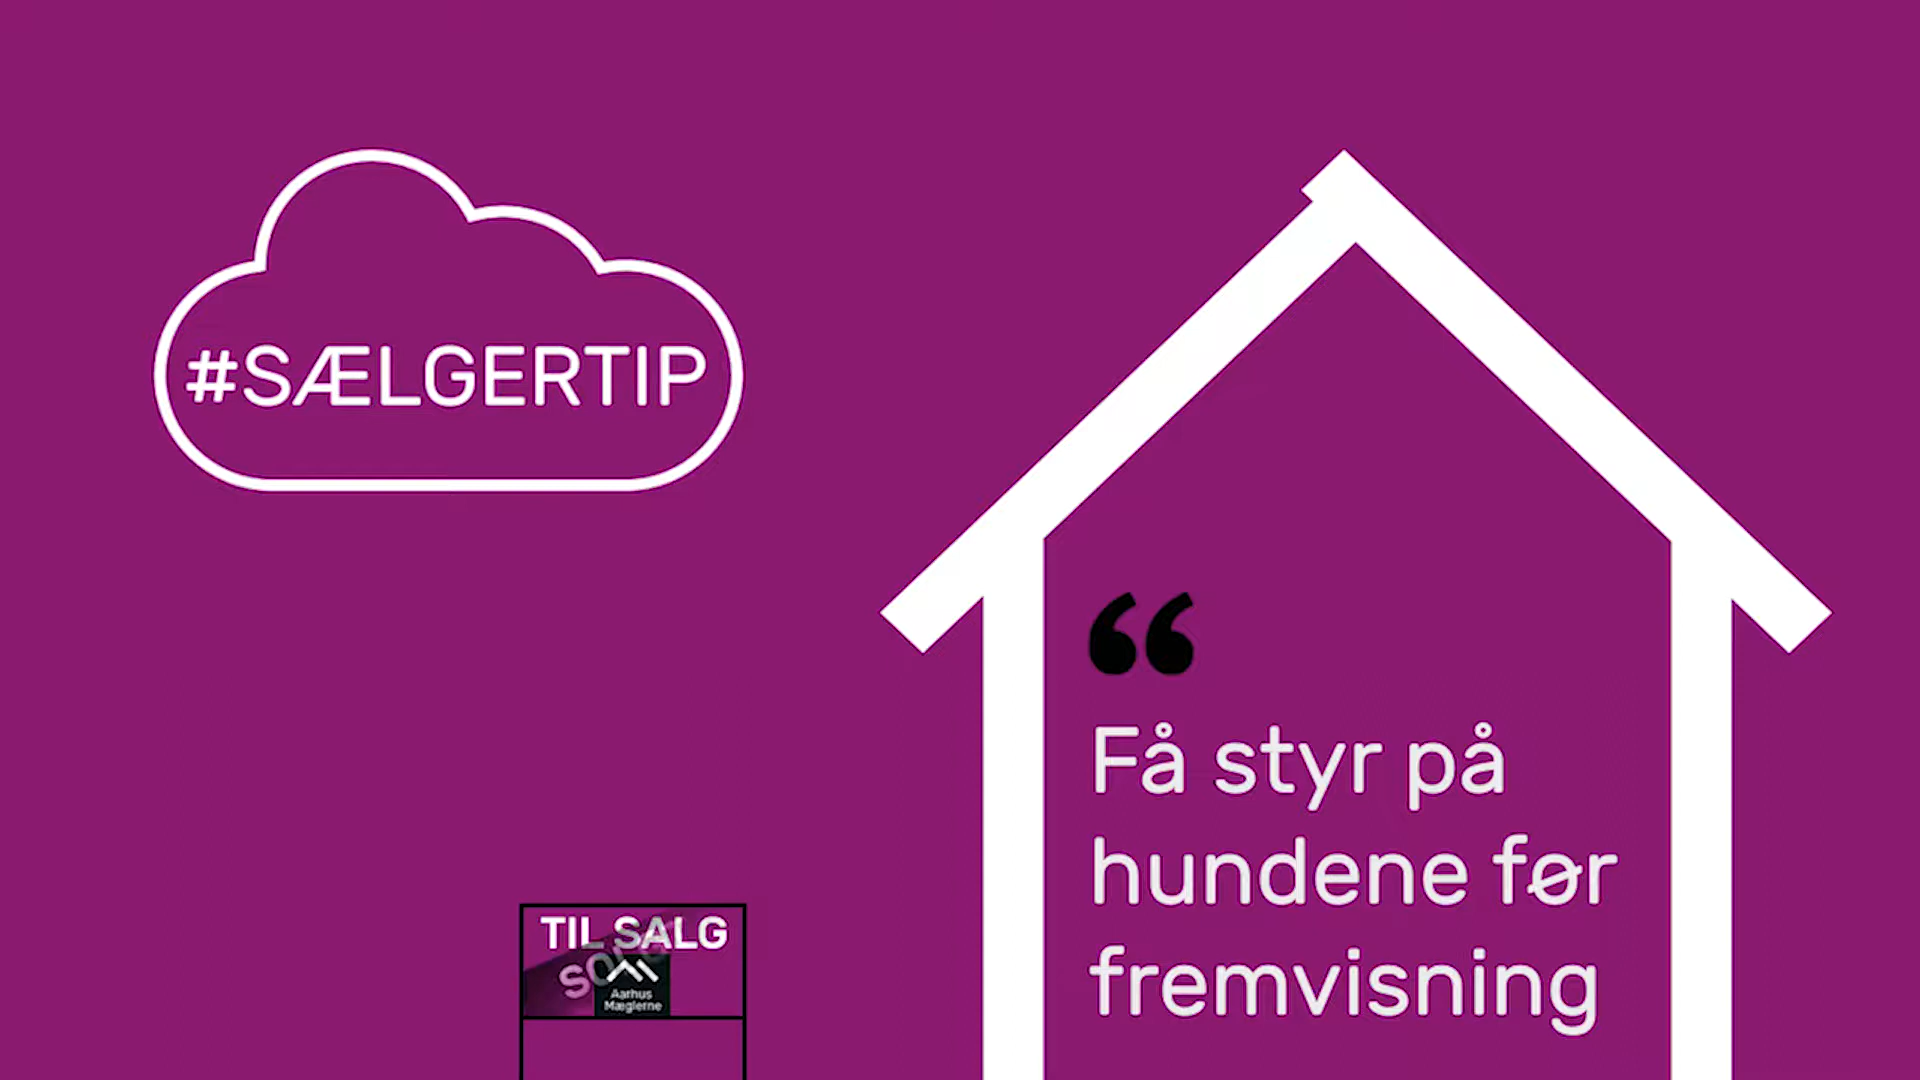 #SÆLGERTIP
“
Få styr på
hundene før
fremvisning
TIL SALG
Aarhus
Mæglerne